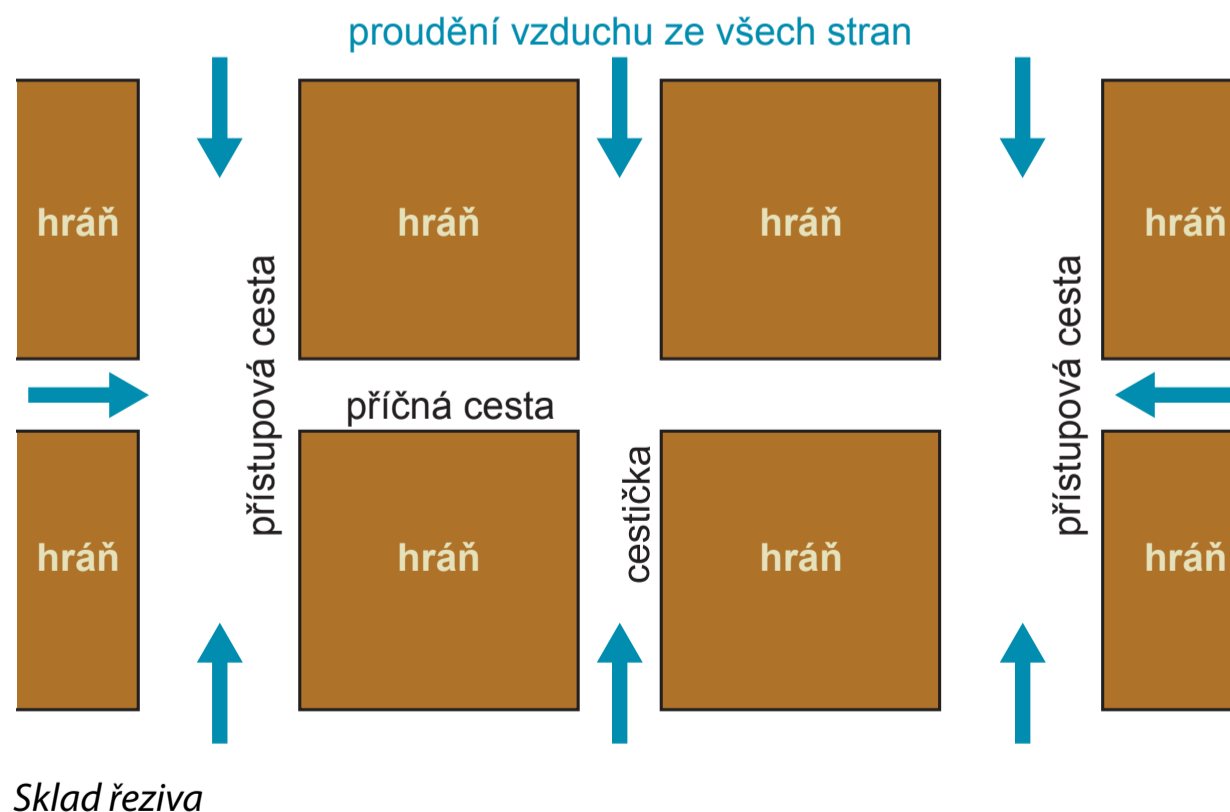 proudění vzduchu ze všech stran
hráň
hráň
hráň
hráň
přístupová cesta
přístupová cesta
příčná cesta
cestička
hráň
hráň
hráň
hráň
Sklad řeziva